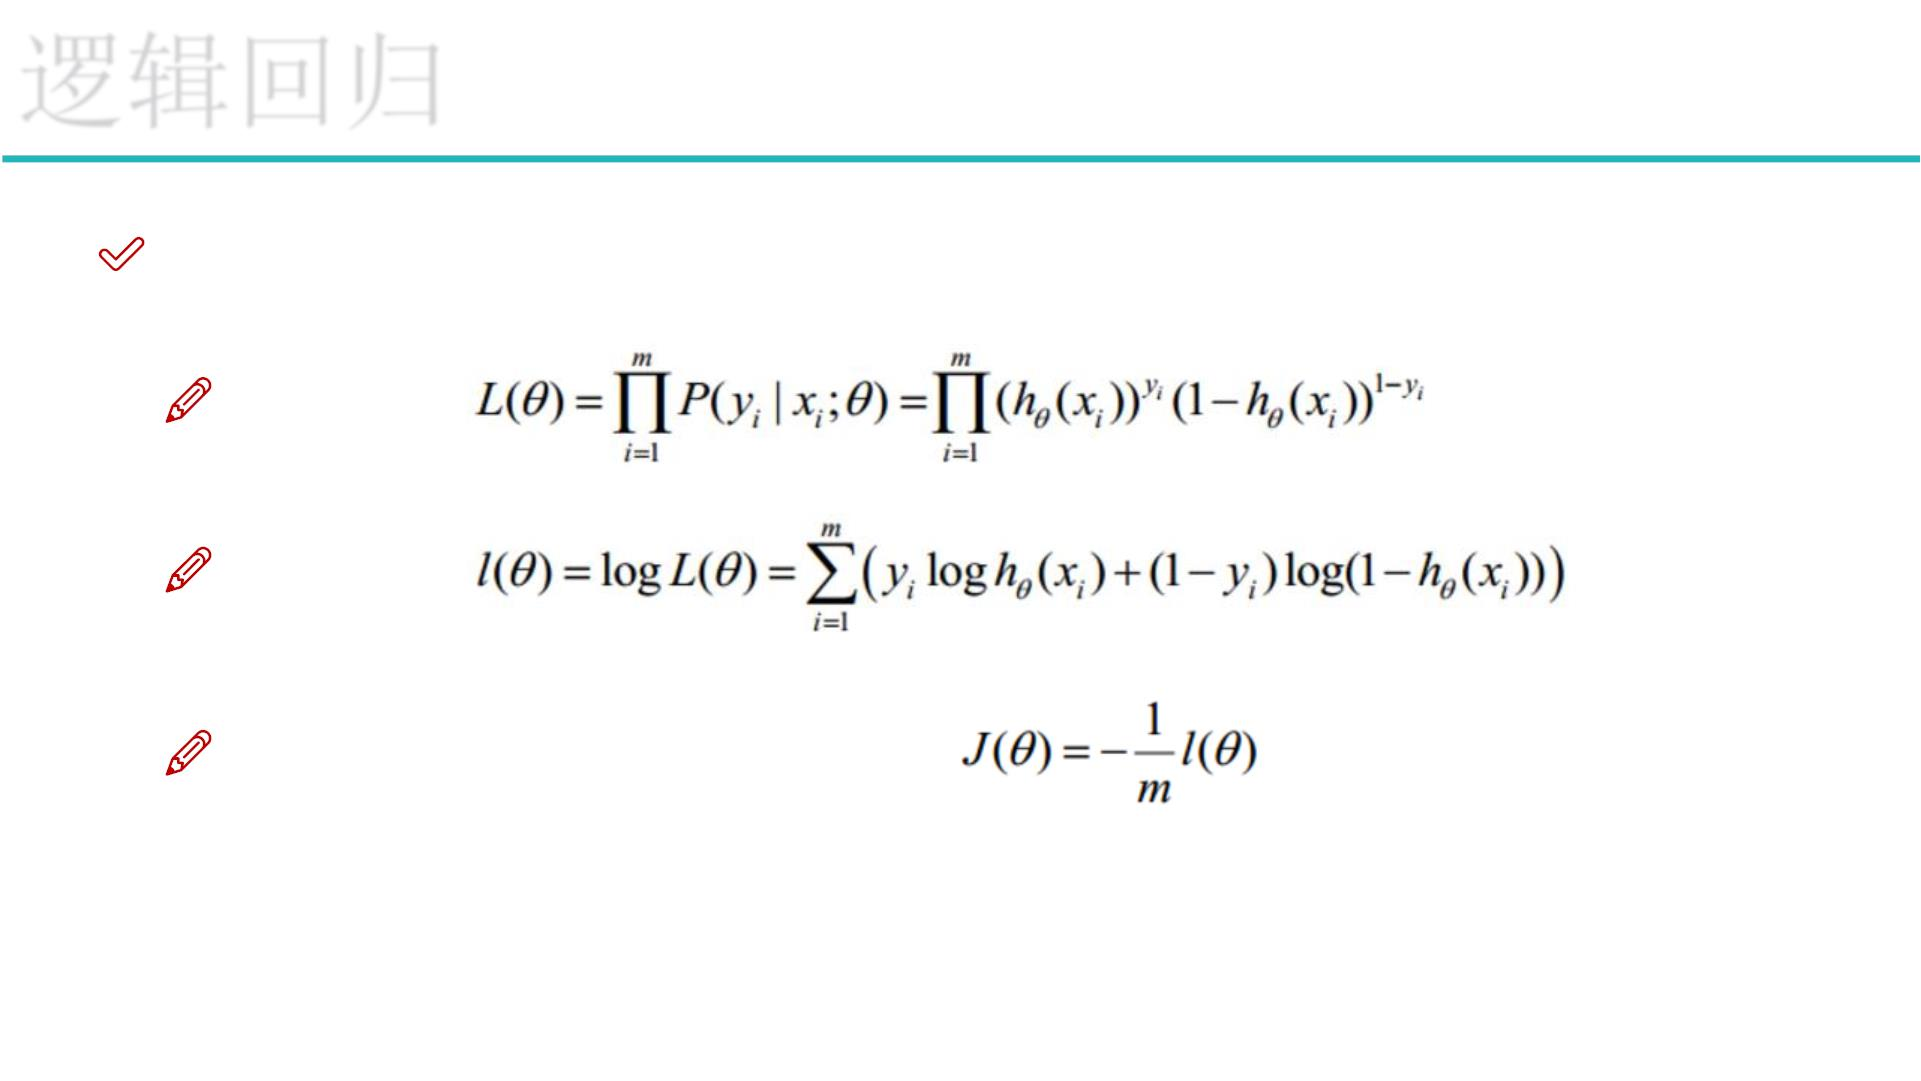 逻辑回归
L(θ) = ∏_{i=1}^{m} P(y_i | x_i; θ) = ∏_{i=1}^{m} (h_θ(x_i))^{y_i} (1 − h_θ(x_i))^{1−y_i}
l(θ) = log L(θ) = ∑_{i=1}^{m} (y_i log h_θ(x_i) + (1 − y_i) log(1 − h_θ(x_i)))
J(θ) = −\frac{1}{m} l(θ)